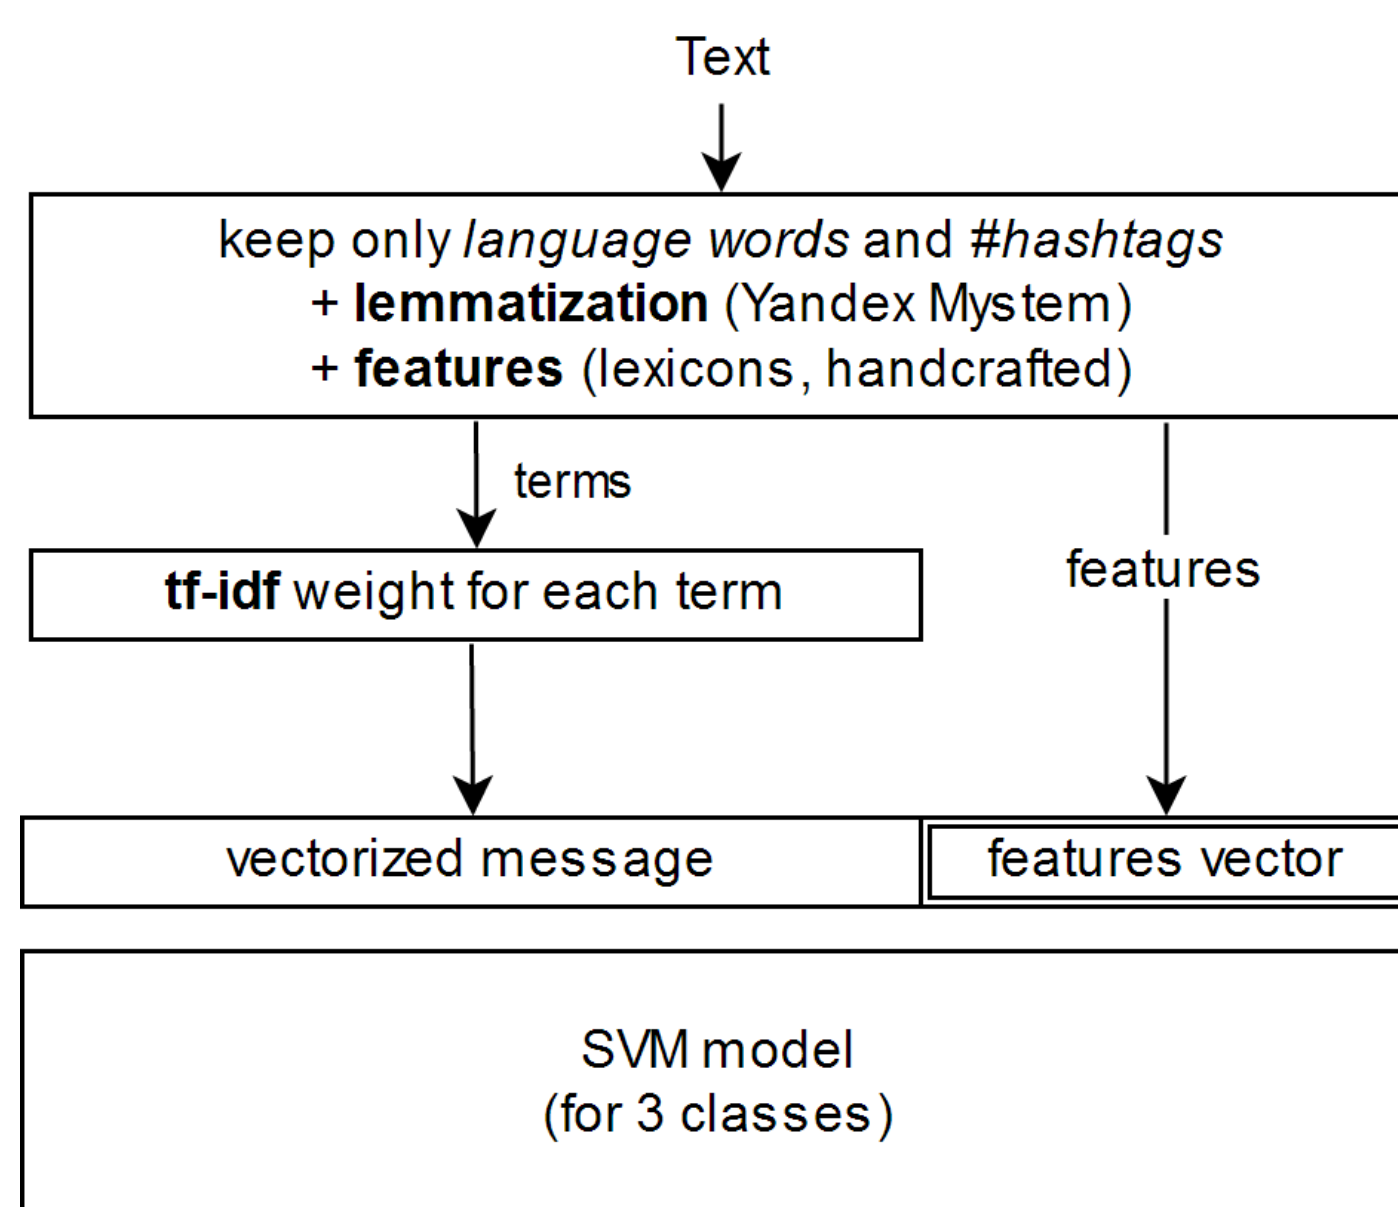 Text
keep only language words and #hashtags
+ lemmatization (Yandex Mystem)
+ features (lexicons, handcrafted)
terms
features
tf-idf weight for each term
vectorized message
features vector
SVM model
(for 3 classes)